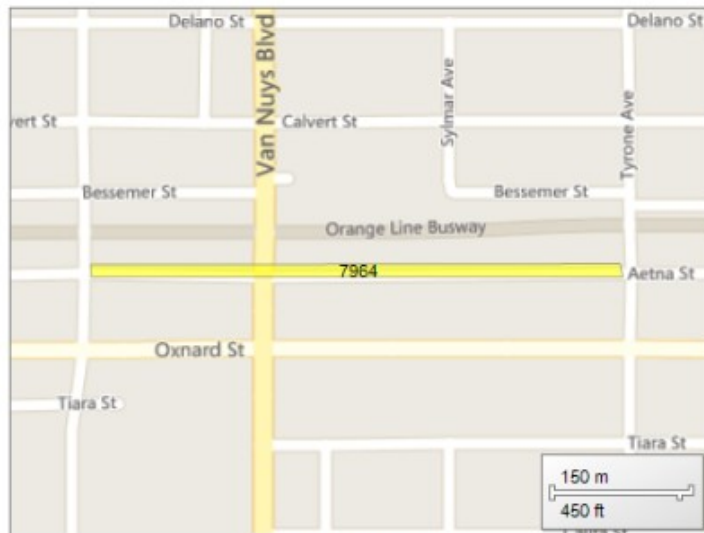 Delano St
Delano St
Van Nuys Blvd
vert St
Calvert St
Sylmar Ave
Tyrone Ave
Bessemer St
Bessemer St
Orange Line Busway
7964
Aetna St
Oxnard St
Tiara St
Tiara St
150 m
450 ft